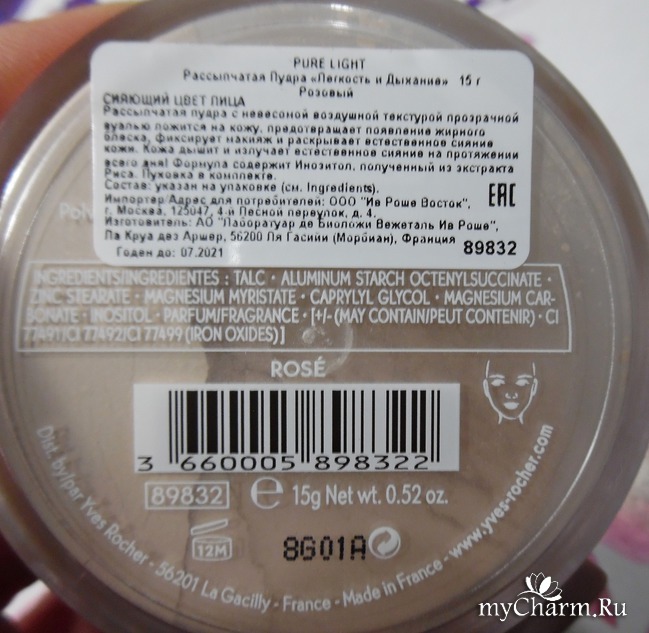 PURE LIGHT
Рассыпчатая Пудра «Легкость и Дыхание» 15 г
Розовый
СИЯЮЩИЙ ЦВЕТ ЛИЦА
Рассыпчатая пудра с невесомой воздушной текстурой прозрачной
вуалью ложится на кожу, предотвращает появление жирного
блеска, фиксирует макияж и раскрывает естественное сияние
кожи. Кожа дышит и излучает естественное сияние на протяжении
всего дня! Формула содержит Инозитол, полученный из экстракта
Риса. Пуховка в комплекте.
Состав: указан на упаковке (см. Ingredients).
Импортер/Адрес для потребителей: ООО "Ив Роше Восток",
г. Москва, 125047, 4-й Лесной переулок, д. 4.
Изготовитель: АО "Лаборатуар де Биоложи Вежеталь Ив Роше",
Ла Круа дез Аршер, 56200 Ля Гасийи (Морбиан), Франция
Годен до: 07.2021 89832
EAC
INGREDIENTS/INGREDIENTES : TALC • ALUMINUM STARCH OCTENYLSUCCINATE •
ZINC STEARATE • MAGNESIUM MYRISTATE • CAPRYLYL GLYCOL • MAGNESIUM CAR-
BONATE • INOSITOL • PARFUM/FRAGRANCE • [+/- (MAY CONTAIN/PEUT CONTENIR) • CI
77491/CI 77492/CI 77499 (IRON OXIDES)]
ROSÉ
3 660005 898322
89832 e 15g Net wt. 0.52 oz.
12M 8G01A
Dist. by/par Yves Rocher - 56201 La Gacilly - France - Made in France - www.yves-rocher.com
myCharm.Ru